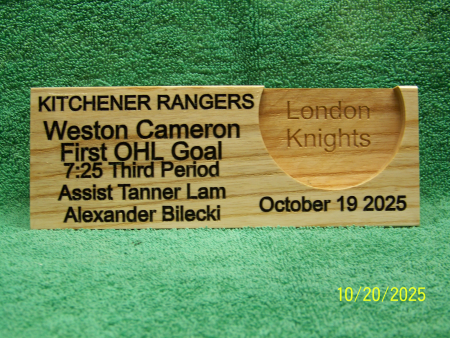 KITCHENER RANGERS
Weston Cameron
First OHL Goal
7:25 Third Period
Assist Tanner Lam
Alexander Bilecki
London
Knights
October 19 2025
10/20/2025